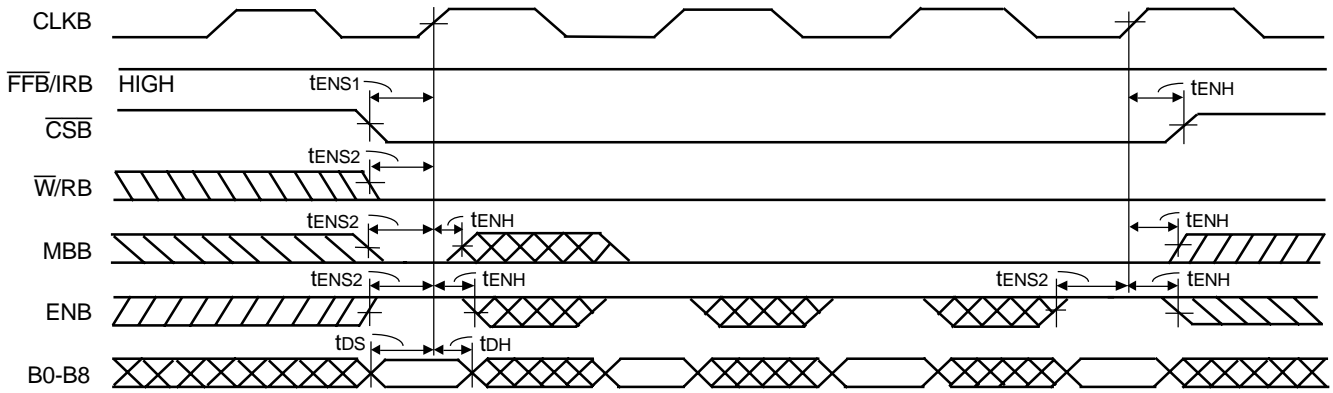 CLKB
FFB/IRB HIGH
tENS1 tENH
CSB
tENS2
W/RB
tENS2 tENH tENH
MBB
tENS2 tENH tENS2 tENH
ENB
tDS tDH
B0-B8